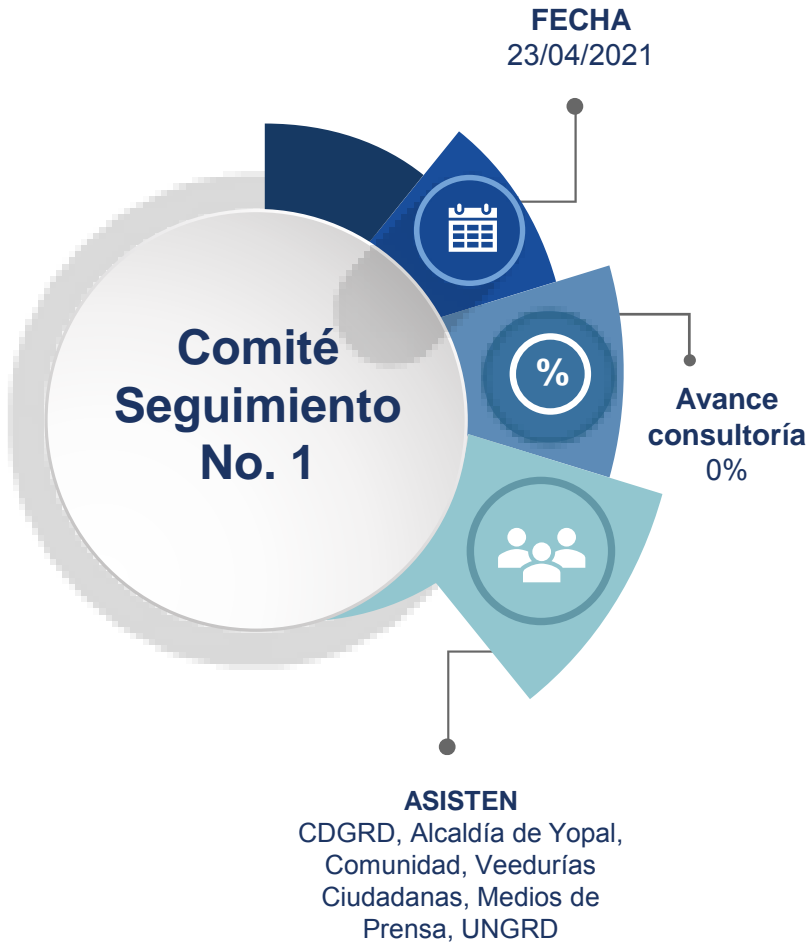 FECHA
23/04/2021
Comité
Seguimiento
No. 1
%
Avance
consultoría
0%
ASISTEN
CDGRD, Alcaldía de Yopal,
Comunidad, Veedurías
Ciudadanas, Medios de
Prensa, UNGRD